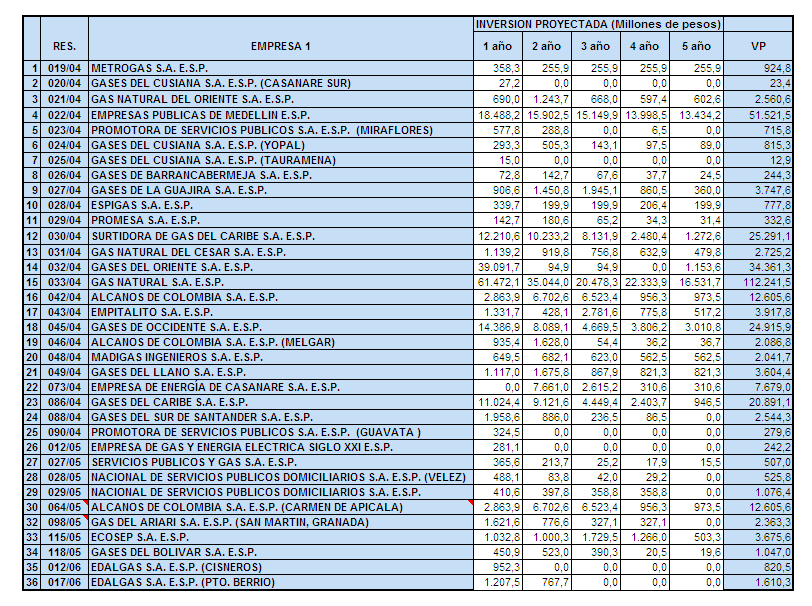 INVERSION PROYECTADA (Millones de pesos)
RES. EMPRESA 1 1 año 2 año 3 año 4 año 5 año VP
1 019/04 METROGAS S.A. E.S.P. 358,3 255,9 255,9 255,9 255,9 924,8
2 020/04 GASES DEL CUSIANA S.A. E.S.P. (CASANARE SUR) 27,2 0,0 0,0 0,0 0,0 23,4
3 021/04 GAS NATURAL DEL ORIENTE S.A. E.S.P. 690,0 1.243,7 668,0 597,4 602,6 2.560,6
4 022/04 EMPRESAS PUBLICAS DE MEDELLIN E.S.P. 18.488,2 15.902,5 15.149,9 13.998,5 13.434,2 51.521,5
5 023/04 PROMOTORA DE SERVICIOS PUBLICOS S.A. E.S.P. (MIRAFLORES) 577,8 288,8 0,0 6,5 0,0 715,8
6 024/04 GASES DEL CUSIANA S.A. E.S.P. (YOPAL) 293,3 505,3 143,1 97,5 89,0 815,3
7 025/04 GASES DEL CUSIANA S.A. E.S.P. (TAURAMENA) 15,0 0,0 0,0 0,0 0,0 12,9
8 026/04 GASES DE BARRANCABERMEJA S.A. E.S.P. 72,8 142,7 67,6 37,7 24,5 244,3
9 027/04 GASES DE LA GUAJIRA S.A. E.S.P. 906,6 1.450,8 1.945,1 860,5 360,0 3.747,6
10 028/04 ESPIGAS S.A. E.S.P. 339,7 199,9 199,9 206,4 199,9 777,8
11 029/04 PROMESA S.A. E.S.P. 142,7 180,6 65,2 34,3 31,4 332,6
12 030/04 SURTIDORA DE GAS DEL CARIBE S.A. E.S.P. 12.210,6 10.233,2 8.131,9 2.480,4 1.272,6 25.291,1
13 031/04 GAS NATURAL DEL CESAR S.A. E.S.P. 1.139,2 919,8 756,8 632,9 479,8 2.725,2
14 032/04 GASES DEL ORIENTE S.A. E.S.P. 39.091,7 94,9 94,9 0,0 1.153,6 34.361,3
15 033/04 GAS NATURAL S.A. E.S.P. 61.472,1 35.044,0 20.478,3 22.333,9 16.531,7 112.241,5
16 042/04 ALCANOS DE COLOMBIA S.A. E.S.P. 2.863,9 6.702,6 6.523,4 956,3 973,5 12.605,6
17 043/04 EMPITALITO S.A. E.S.P. 1.331,7 428,1 2.781,6 775,8 517,2 3.917,8
18 045/04 GASES DE OCCIDENTE S.A. E.S.P. 14.386,9 8.089,1 4.669,5 3.806,2 3.010,8 24.915,9
19 046/04 ALCANOS DE COLOMBIA S.A. E.S.P. (MELGAR) 935,4 1.628,0 54,4 36,2 36,7 2.086,8
20 048/04 MADIGAS INGENIEROS S.A. E.S.P. 649,5 682,1 623,0 562,5 562,5 2.041,7
21 049/04 GASES DEL LLANO S.A. E.S.P. 1.117,0 1.675,8 867,9 821,3 821,3 3.604,4
22 073/04 EMPRESA DE ENERGÍA DE CASANARE S.A. E.S.P. 0,0 7.661,0 2.615,2 310,6 310,6 7.679,0
23 086/04 GASES DEL CARIBE S.A. E.S.P. 11.024,4 9.121,6 4.449,4 2.403,7 946,5 20.891,1
24 088/04 GASES DEL SUR DE SANTANDER S.A. E.S.P. 1.958,6 886,0 236,5 86,5 0,0 2.544,3
25 090/04 PROMOTORA DE SERVICIOS PUBLICOS S.A. E.S.P. (GUAVATA ) 324,5 0,0 0,0 0,0 0,0 279,6
26 012/05 EMPRESA DE GAS Y ENERGIA ELECTRICA SIGLO XXI E.S.P. 281,1 0,0 0,0 0,0 0,0 242,2
27 027/05 SERVICIOS PUBLICOS Y GAS S.A. E.S.P. 365,6 213,7 25,2 17,9 15,5 507,0
28 028/05 NACIONAL DE SERVICIOS PUBLICOS DOMICILIARIOS S.A. E.S.P. (VELEZ) 488,1 83,8 42,0 29,2 0,0 525,8
29 029/05 NACIONAL DE SERVICIOS PUBLICOS DOMICILIARIOS S.A. E.S.P. 410,6 397,8 358,8 358,8 0,0 1.076,4
30 064/05 ALCANOS DE COLOMBIA S.A. E.S.P. (CARMEN DE APICALA) 2.863,9 6.702,6 6.523,4 956,3 973,5 12.605,6
32 098/05 GAS DEL ARIARI S.A. E.S.P. (SAN MARTIN, GRANADA) 1.621,6 776,6 327,1 327,1 0,0 2.363,3
33 115/05 ECOSEP S.A. E.S.P. 1.032,8 1.000,3 1.729,5 1.266,0 503,3 3.675,6
34 118/05 GASES DEL BOLIVAR S.A. E.S.P. 450,9 523,0 390,3 20,5 19,6 1.047,0
35 012/06 EDALGAS S.A. E.S.P. (CISNEROS) 952,3 0,0 0,0 0,0 0,0 820,5
36 017/06 EDALGAS S.A. E.S.P. (PTO. BERRIO) 1.207,5 767,7 0,0 0,0 0,0 1.610,3